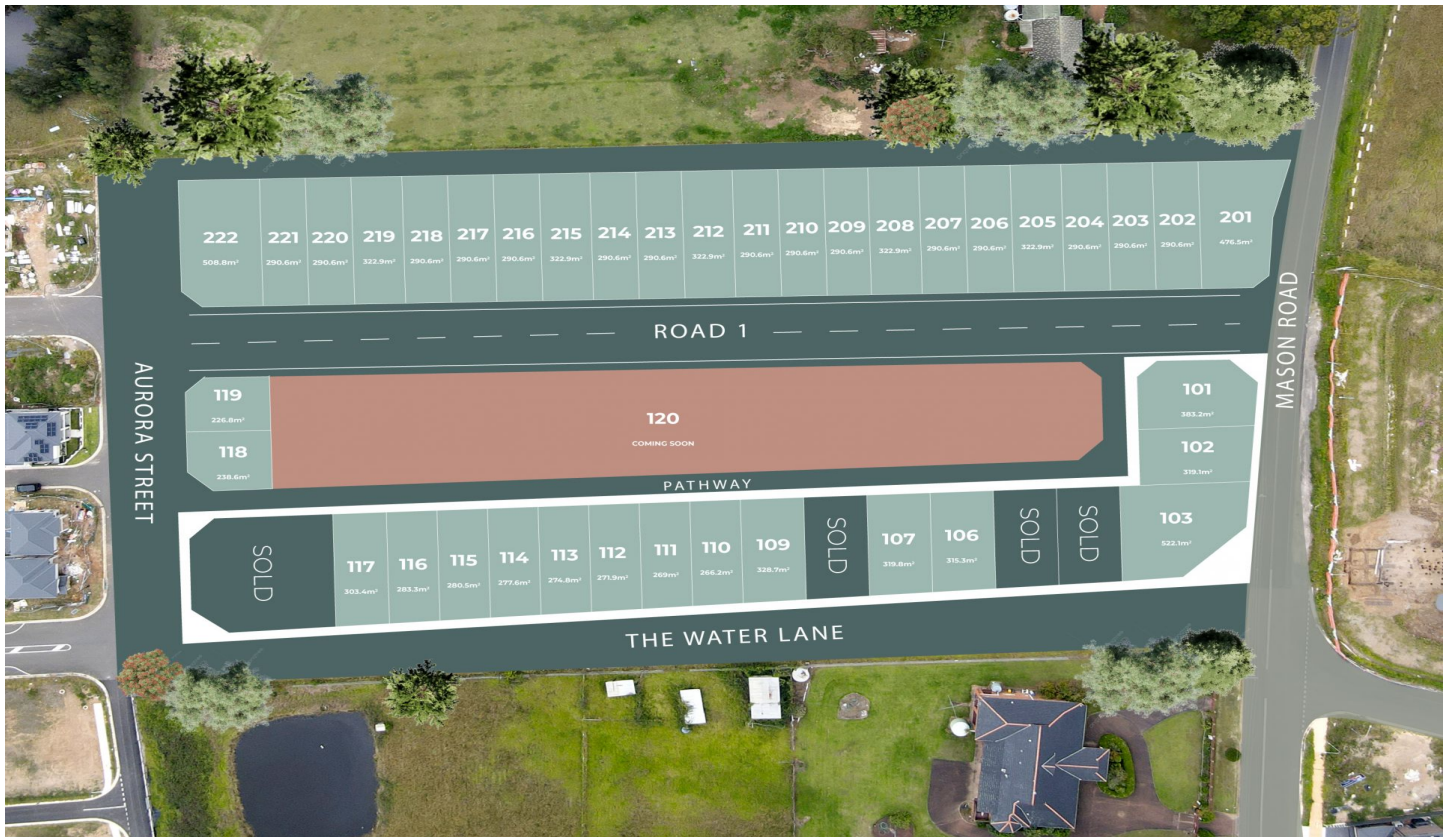 222
508.8m²
221
290.6m²
220
290.6m²
219
322.9m²
218
290.6m²
217
290.6m²
216
290.6m²
215
322.9m²
214
290.6m²
213
290.6m²
212
322.9m²
211
290.6m²
210
290.6m²
209
290.6m²
208
322.9m²
207
290.6m²
206
290.6m²
205
322.9m²
204
290.6m²
203
290.6m²
202
290.6m²
201
476.5m²
ROAD 1
MASON ROAD
AURORA STREET
119
226.8m²
118
238.6m²
120
COMING SOON
101
383.2m²
102
319.1m²
PATHWAY
103
522.1m²
SOLD
117
303.4m²
116
283.3m²
115
280.5m²
114
277.6m²
113
274.8m²
112
271.9m²
111
269m²
110
266.2m²
109
328.7m²
SOLD
107
319.8m²
106
315.3m²
SOLD
SOLD
THE WATER LANE